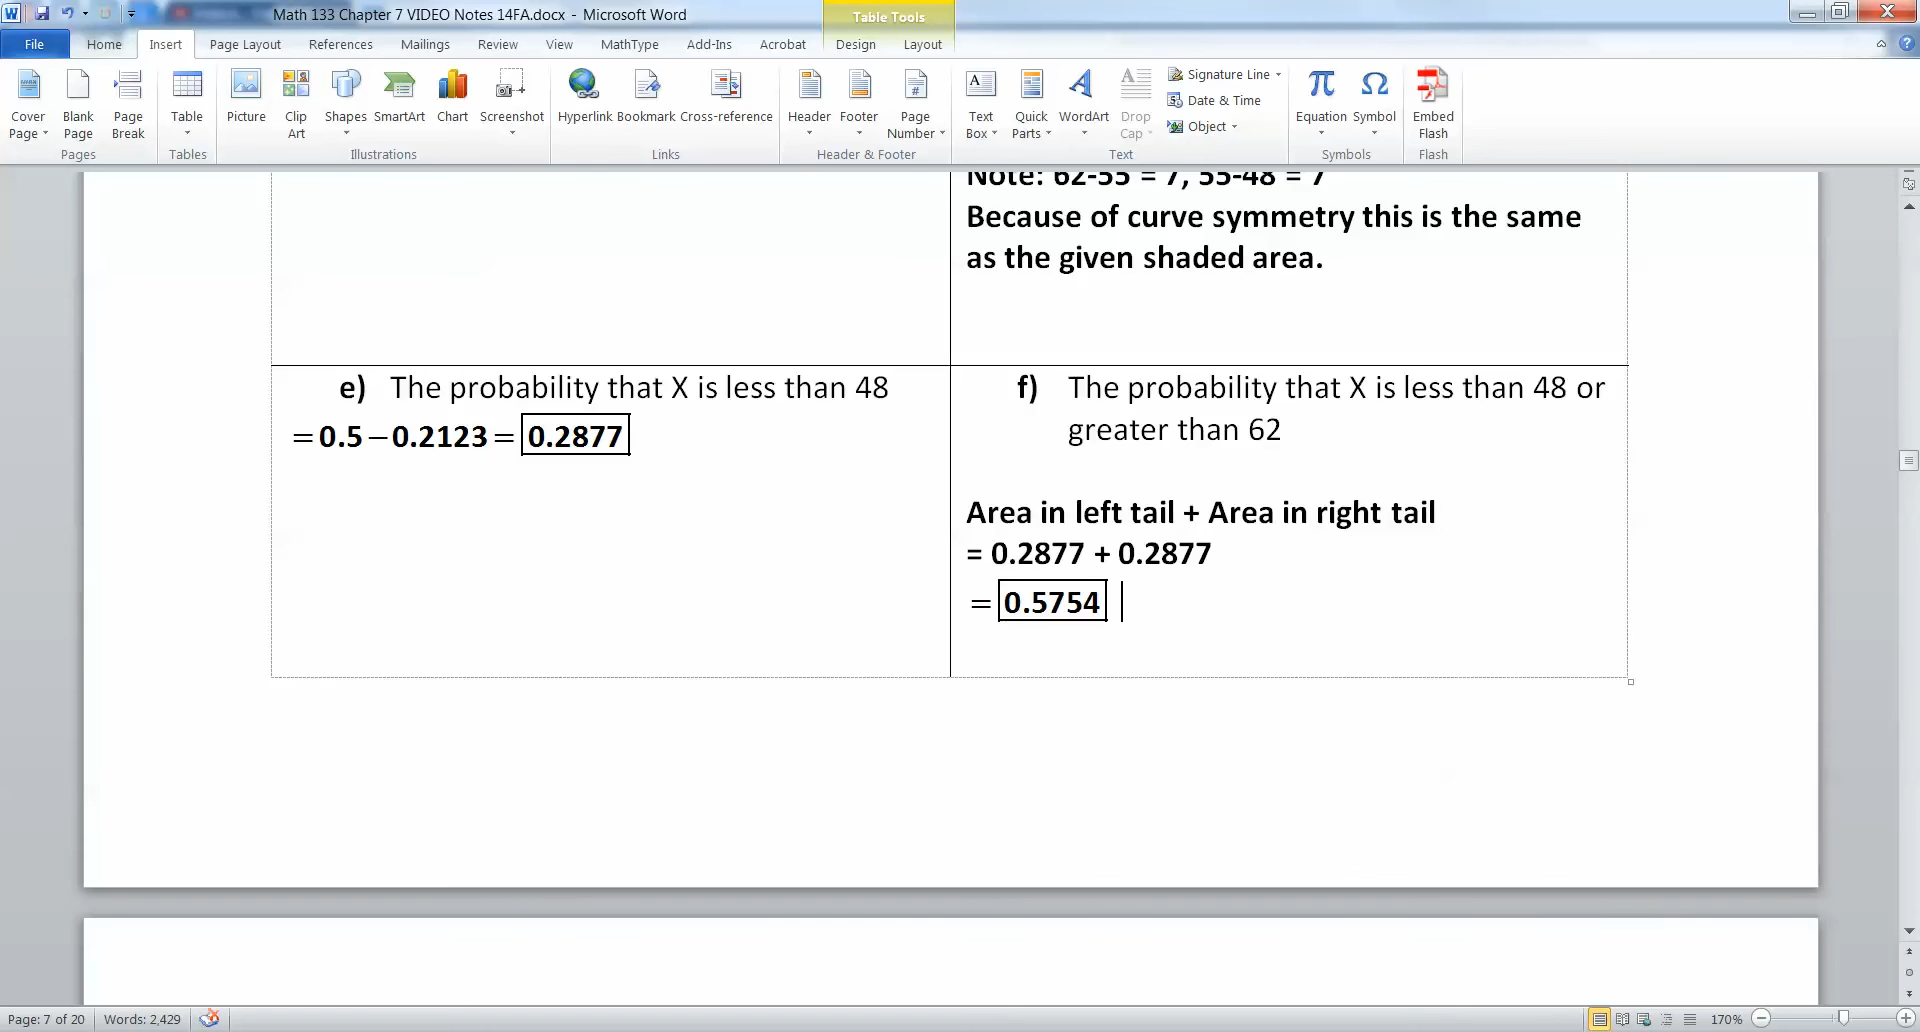 Math 133 Chapter 7 VIDEO Notes 14FA.docx - Microsoft Word
Table Tools
File Home Insert Page Layout References Mailings Review View MathType Add-Ins Acrobat Design Layout
Cover Page
Blank Page
Page Break
Table
Picture
Clip Art
Shapes
SmartArt
Chart
Screenshot
Hyperlink
Bookmark
Cross-reference
Header
Footer
Page Number
Text Box
Quick Parts
WordArt
Drop Cap
Signature Line
Date & Time
Object
Equation
Symbol
Embed Flash
Pages Tables Illustrations Links Header & Footer Text Symbols Flash
Note: 62-55 = 7, 55-48 = 7
Because of curve symmetry this is the same
as the given shaded area.
e) The probability that X is less than 48
= 0.5 − 0.2123 = 0.2877
f) The probability that X is less than 48 or
greater than 62
Area in left tail + Area in right tail
= 0.2877 + 0.2877
= 0.5754
Page: 7 of 20 Words: 2,429 170%